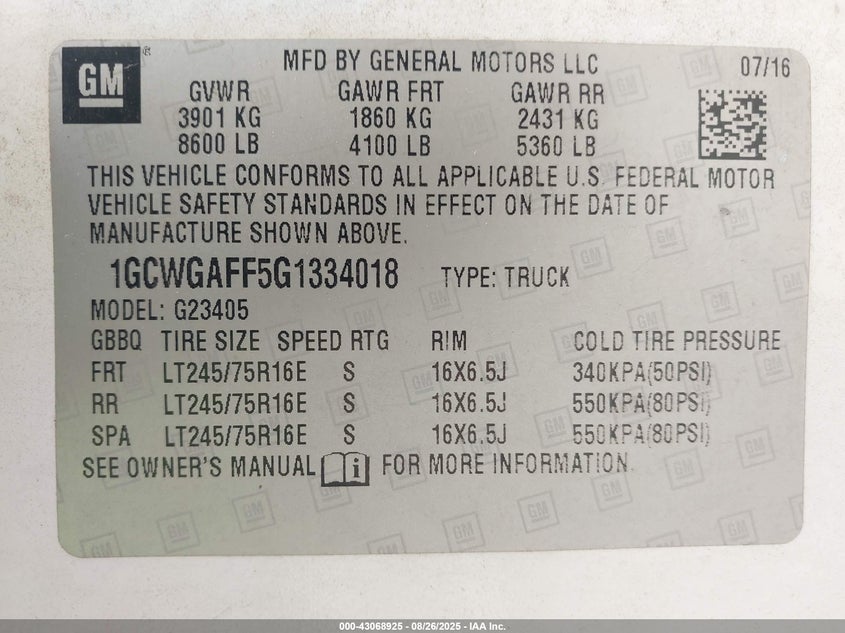 GM ®
MFD BY GENERAL MOTORS LLC 07/16
GVWR GAWR FRT GAWR RR
3901 KG 1860 KG 2431 KG
8600 LB 4100 LB 5360 LB
THIS VEHICLE CONFORMS TO ALL APPLICABLE U.S. FEDERAL MOTOR
VEHICLE SAFETY STANDARDS IN EFFECT ON THE DATE OF
MANUFACTURE SHOWN ABOVE.
1GCWGAFF5G1334018 TYPE: TRUCK
MODEL: G23405
GBBQ TIRE SIZE SPEED RTG RIM COLD TIRE PRESSURE
FRT LT245/75R16E S 16X6.5J 340KPA(50PSI)
RR LT245/75R16E S 16X6.5J 550KPA(80PSI)
SPA LT245/75R16E S 16X6.5J 550KPA(80PSI)
SEE OWNER'S MANUAL i FOR MORE INFORMATION.
000-43068925 - 08/26/2025 - IAA Inc.